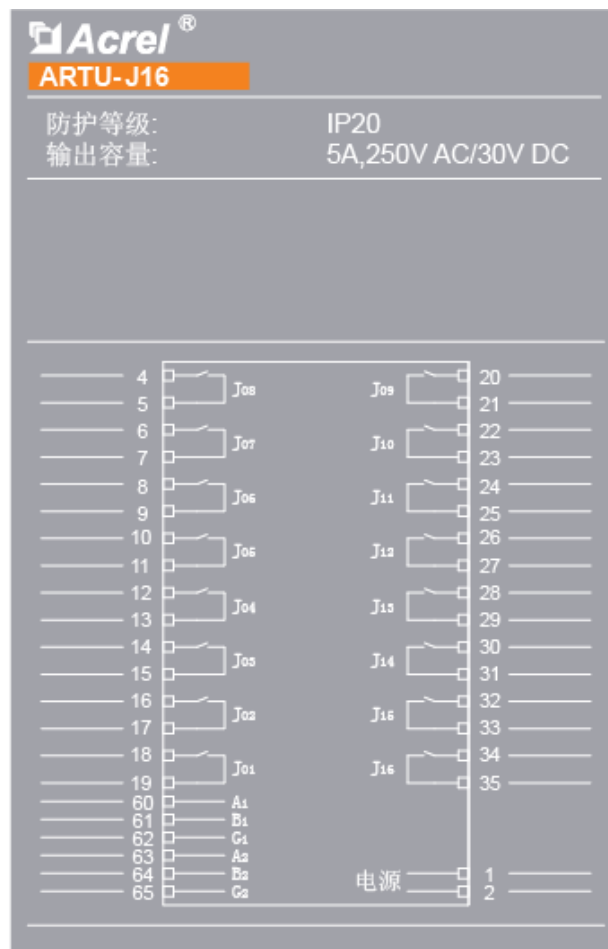 Acrel ®
ARTU-J16
防护等级: IP20
输出容量: 5A,250V AC/30V DC
4 20
J08 J09
5 21
6 22
J07 J10
7 23
8 24
J06 J11
9 25
10 26
J05 J12
11 27
12 28
J04 J13
13 29
14 30
J03 J14
15 31
16 32
J02 J15
17 33
18 34
J01 J16
19 35
60 A1
61 B1
62 G1
63 A2
64 B2 电源 1
65 G2 2